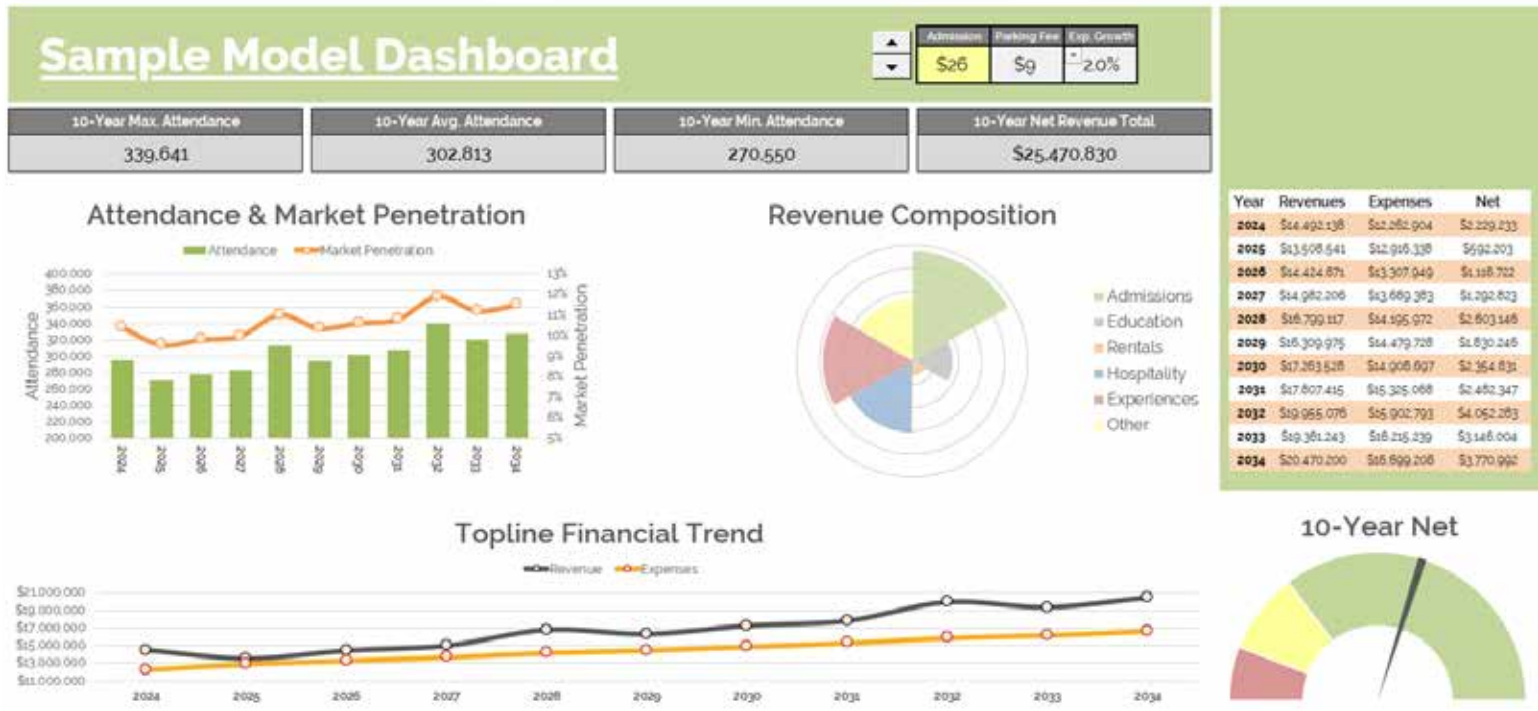 Sample Model Dashboard
Admission Parking Fee Exp. Growth
$26 $9 2.0%
10-Year Max. Attendance 10-Year Avg. Attendance 10-Year Min. Attendance 10-Year Net Revenue Total
339,641 302,813 270,550 $25,470,830
Attendance & Market Penetration
Attendance Market Penetration
Attendance
400,000
380,000
360,000
340,000
320,000
300,000
280,000
260,000
240,000
220,000
200,000
13%
12%
11%
10%
9%
8%
7%
6%
5%
Market Penetration
2024 2025 2026 2027 2028 2029 2030 2031 2032 2033 2034
Revenue Composition
Admissions
Education
Rentals
Hospitality
Experiences
Other
Year Revenues Expenses Net
2024 $14,492,138 $12,262,904 $2,229,233
2025 $13,508,541 $12,916,338 $592,203
2026 $14,424,671 $13,307,949 $1,116,722
2027 $14,982,206 $13,689,383 $1,292,823
2028 $16,799,117 $14,195,972 $2,603,146
2029 $16,309,975 $14,479,728 $1,830,246
2030 $17,263,528 $14,908,697 $2,354,831
2031 $17,807,415 $15,325,068 $2,482,347
2032 $19,955,076 $15,902,793 $4,052,283
2033 $19,361,243 $16,215,239 $3,146,004
2034 $20,470,200 $16,699,208 $3,770,992
Topline Financial Trend
Revenue Expenses
$21,000,000
$19,000,000
$17,000,000
$15,000,000
$13,000,000
$11,000,000
2024 2025 2026 2027 2028 2029 2030 2031 2032 2033 2034
10-Year Net